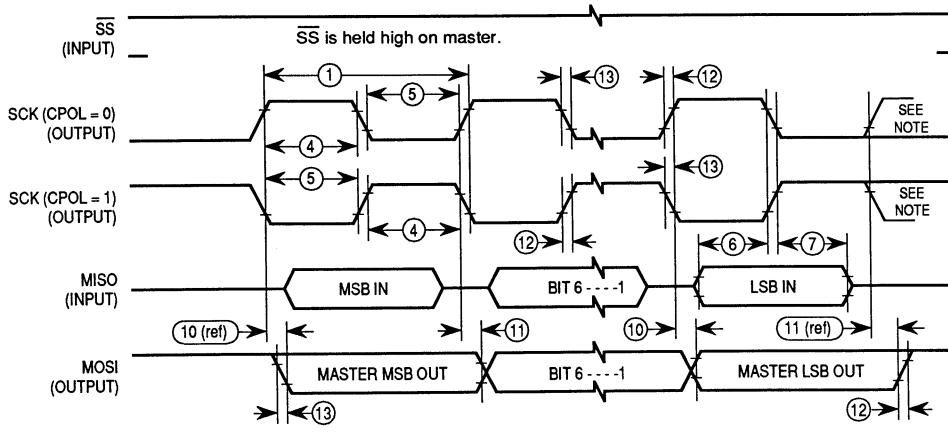 SS
(INPUT)
SS is held high on master.
1 13 12
5
SCK (CPOL = 0)
(OUTPUT)
SEE
NOTE
4
5 13
SCK (CPOL = 1)
(OUTPUT)
SEE
NOTE
4 12 6 7
MISO
(INPUT)
MSB IN BIT 6 - - - - -1 LSB IN
10 (ref) 11 10 11 (ref)
MOSI
(OUTPUT)
MASTER MSB OUT BIT 6 - - - - -1 MASTER LSB OUT
13 12